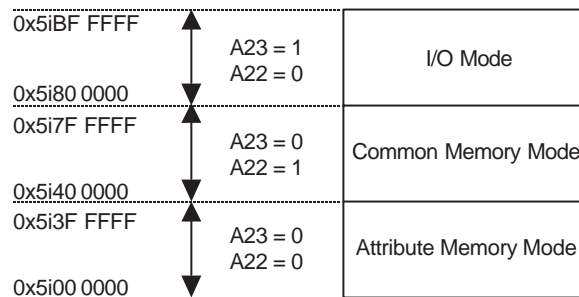 0x5iBF FFFF
A23 = 1
A22 = 0
I/O Mode
0x5i80 0000
0x5i7F FFFF
A23 = 0
A22 = 1
Common Memory Mode
0x5i40 0000
0x5i3F FFFF
A23 = 0
A22 = 0
Attribute Memory Mode
0x5i00 0000